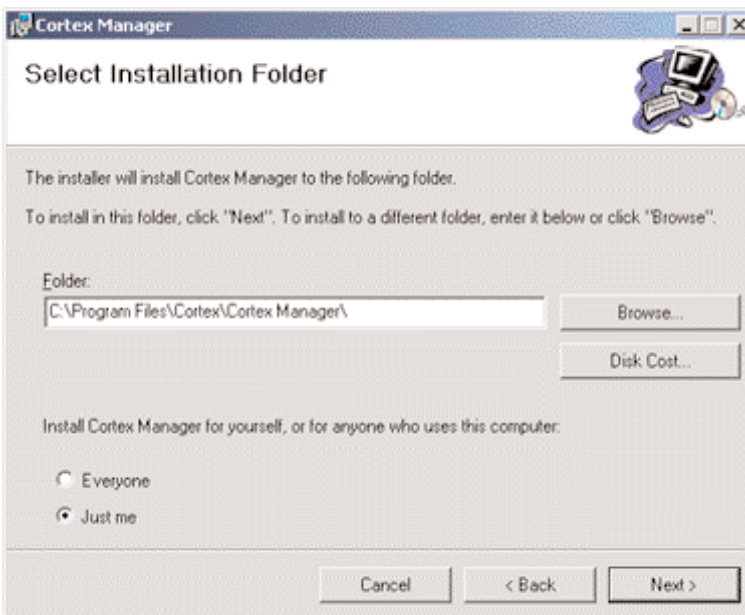 Cortex Manager
Select Installation Folder
The installer will install Cortex Manager to the following folder.
To install in this folder, click "Next". To install to a different folder, enter it below or click "Browse".
Folder:
C:\Program Files\Cortex\Cortex Manager\
Browse...
Disk Cost...
Install Cortex Manager for yourself, or for anyone who uses this computer:
Everyone
Just me
Cancel
< Back
Next >